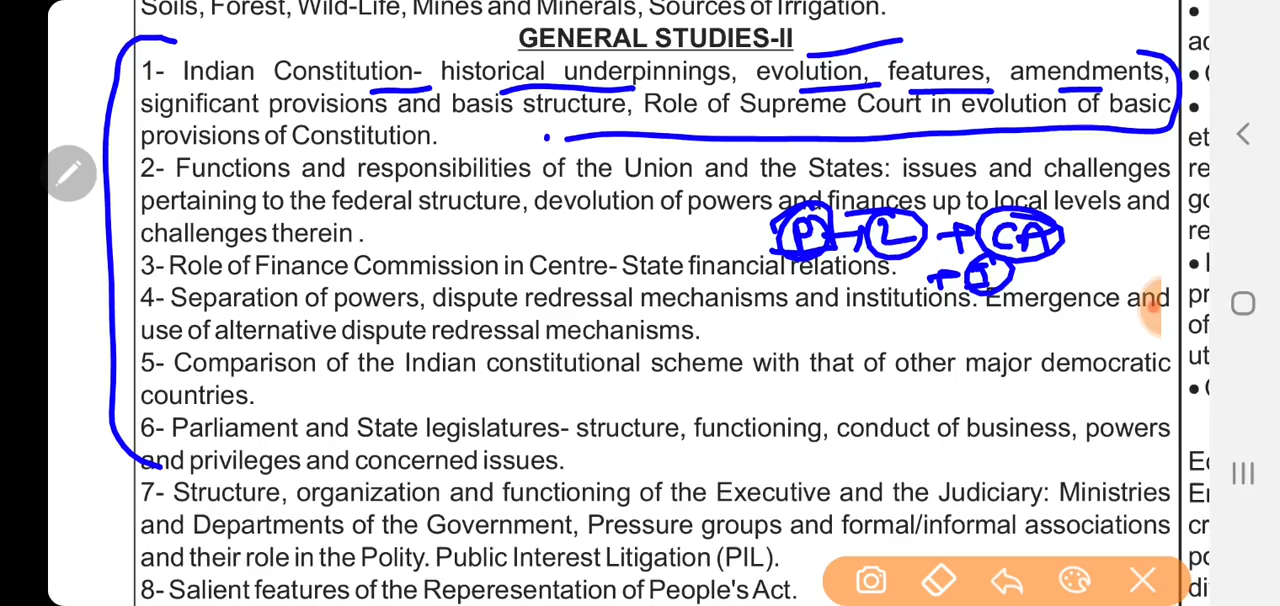 Soils, Forest, Wild-Life, Mines and Minerals, Sources of Irrigation.
GENERAL STUDIES-II
1- Indian Constitution- historical underpinnings, evolution, features, amendments,
significant provisions and basis structure, Role of Supreme Court in evolution of basic
provisions of Constitution.
2- Functions and responsibilities of the Union and the States: issues and challenges
pertaining to the federal structure, devolution of powers and finances up to local levels and
challenges therein .
P 2 + CA
3- Role of Finance Commission in Centre- State financial relations.
+ I
4- Separation of powers, dispute redressal mechanisms and institutions. Emergence and
use of alternative dispute redressal mechanisms.
5- Comparison of the Indian constitutional scheme with that of other major democratic
countries.
6- Parliament and State legislatures- structure, functioning, conduct of business, powers
and privileges and concerned issues.
7- Structure, organization and functioning of the Executive and the Judiciary: Ministries
and Departments of the Government, Pressure groups and formal/informal associations
and their role in the Polity. Public Interest Litigation (PIL).
8- Salient features of the Reperesentation of People's Act.